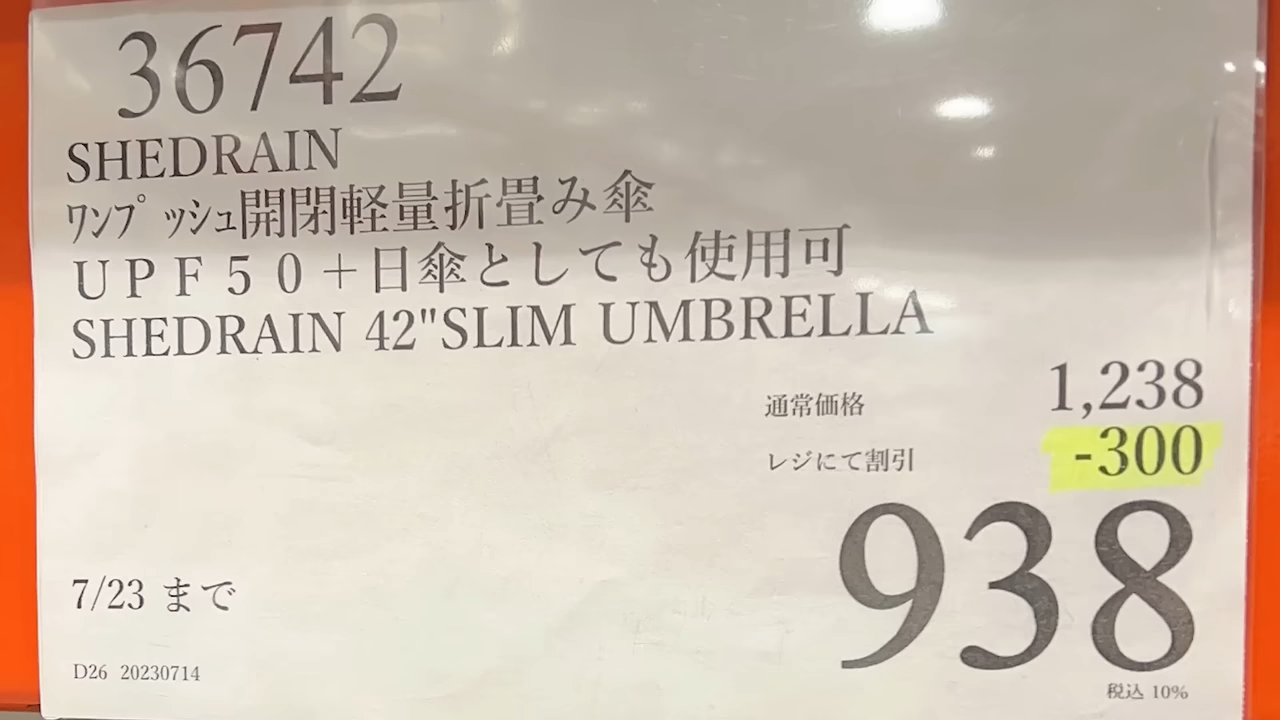 36742
SHEDRAIN
ﾜﾝﾌﾟｯｼｭ開閉軽量折畳み傘
ＵＰＦ５０＋日傘としても使用可
SHEDRAIN 42"SLIM UMBRELLA
通常価格 1,238
レジにて割引 -300
938
7/23 まで
D26 20230714
税込 10%